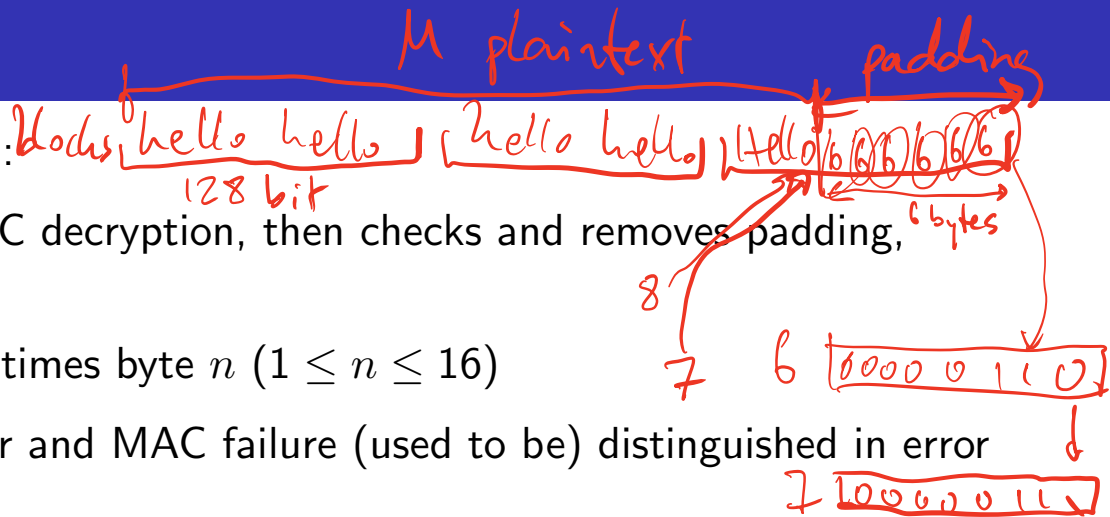 M plaintext padding
: blocks hello hello hello hello Hello 6 6 6 6 6 6
128 bit 6 bytes
C decryption, then checks and removes padding,
8
times byte n (1 ≤ n ≤ 16) 7 6 00000110
r and MAC failure (used to be) distinguished in error
7 10000011